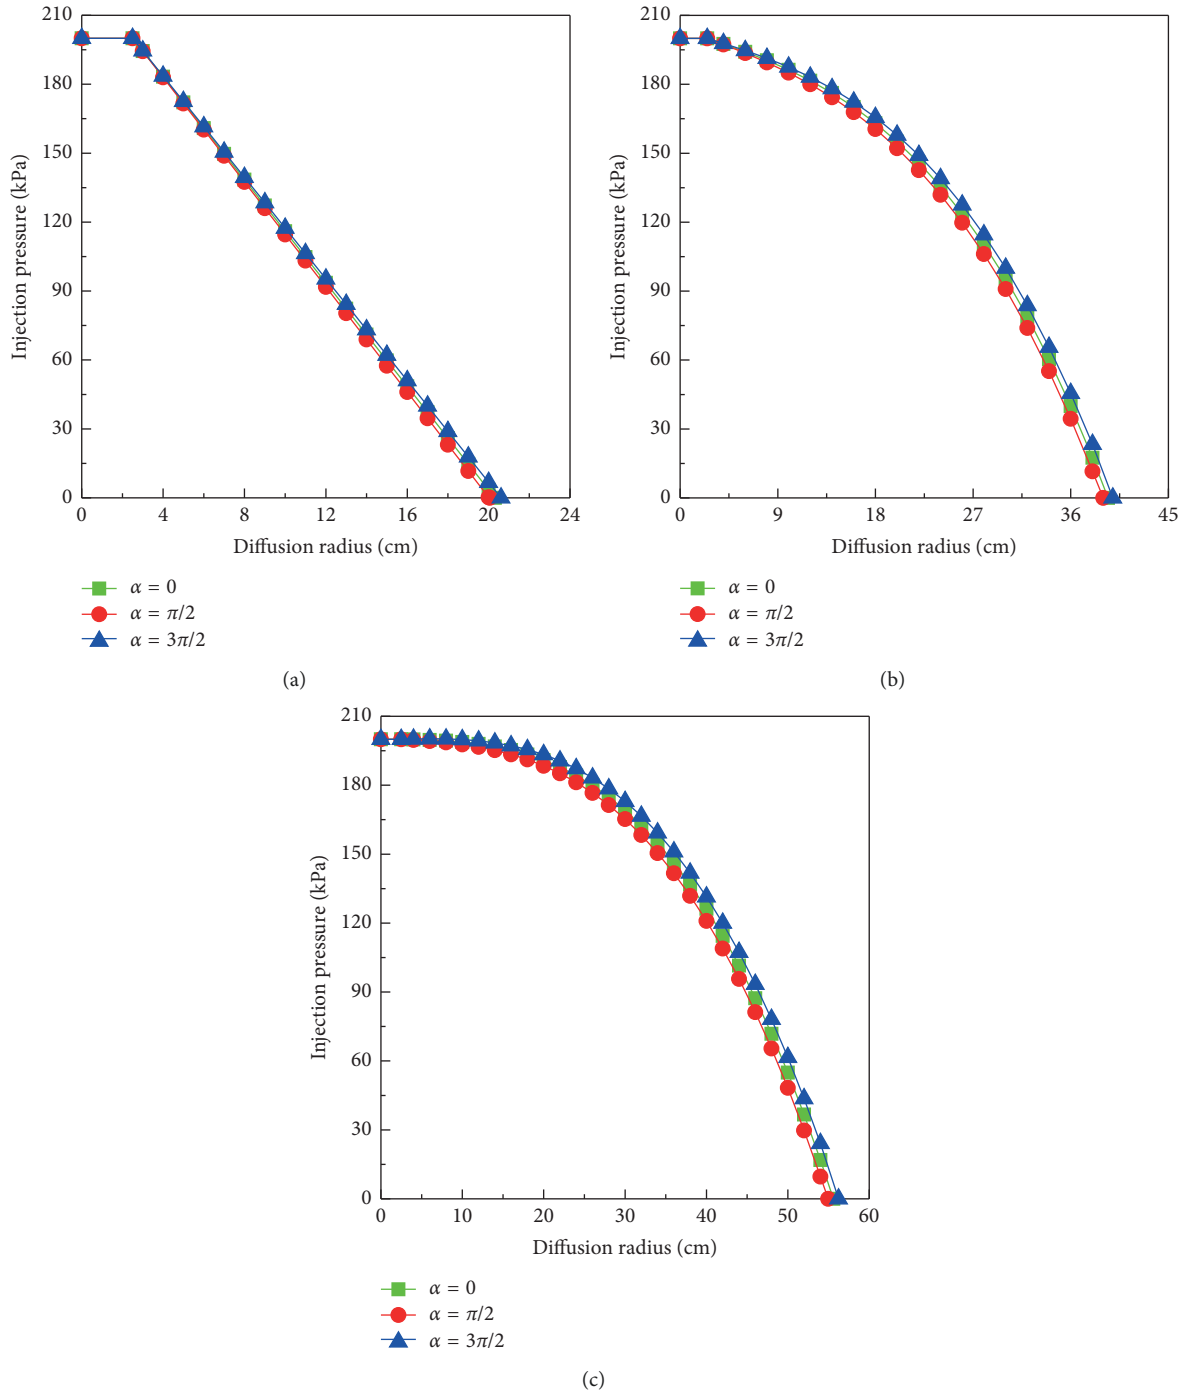 210
180
150
120
90
60
30
0
Injection pressure (kPa)
0 4 8 12 16 20 24
Diffusion radius (cm)
α = 0
α = π/2
α = 3π/2
(a)
210
180
150
120
90
60
30
0
Injection pressure (kPa)
0 9 18 27 36 45
Diffusion radius (cm)
α = 0
α = π/2
α = 3π/2
(b)
210
180
150
120
90
60
30
0
Injection pressure (kPa)
0 10 20 30 40 50 60
Diffusion radius (cm)
α = 0
α = π/2
α = 3π/2
(c)